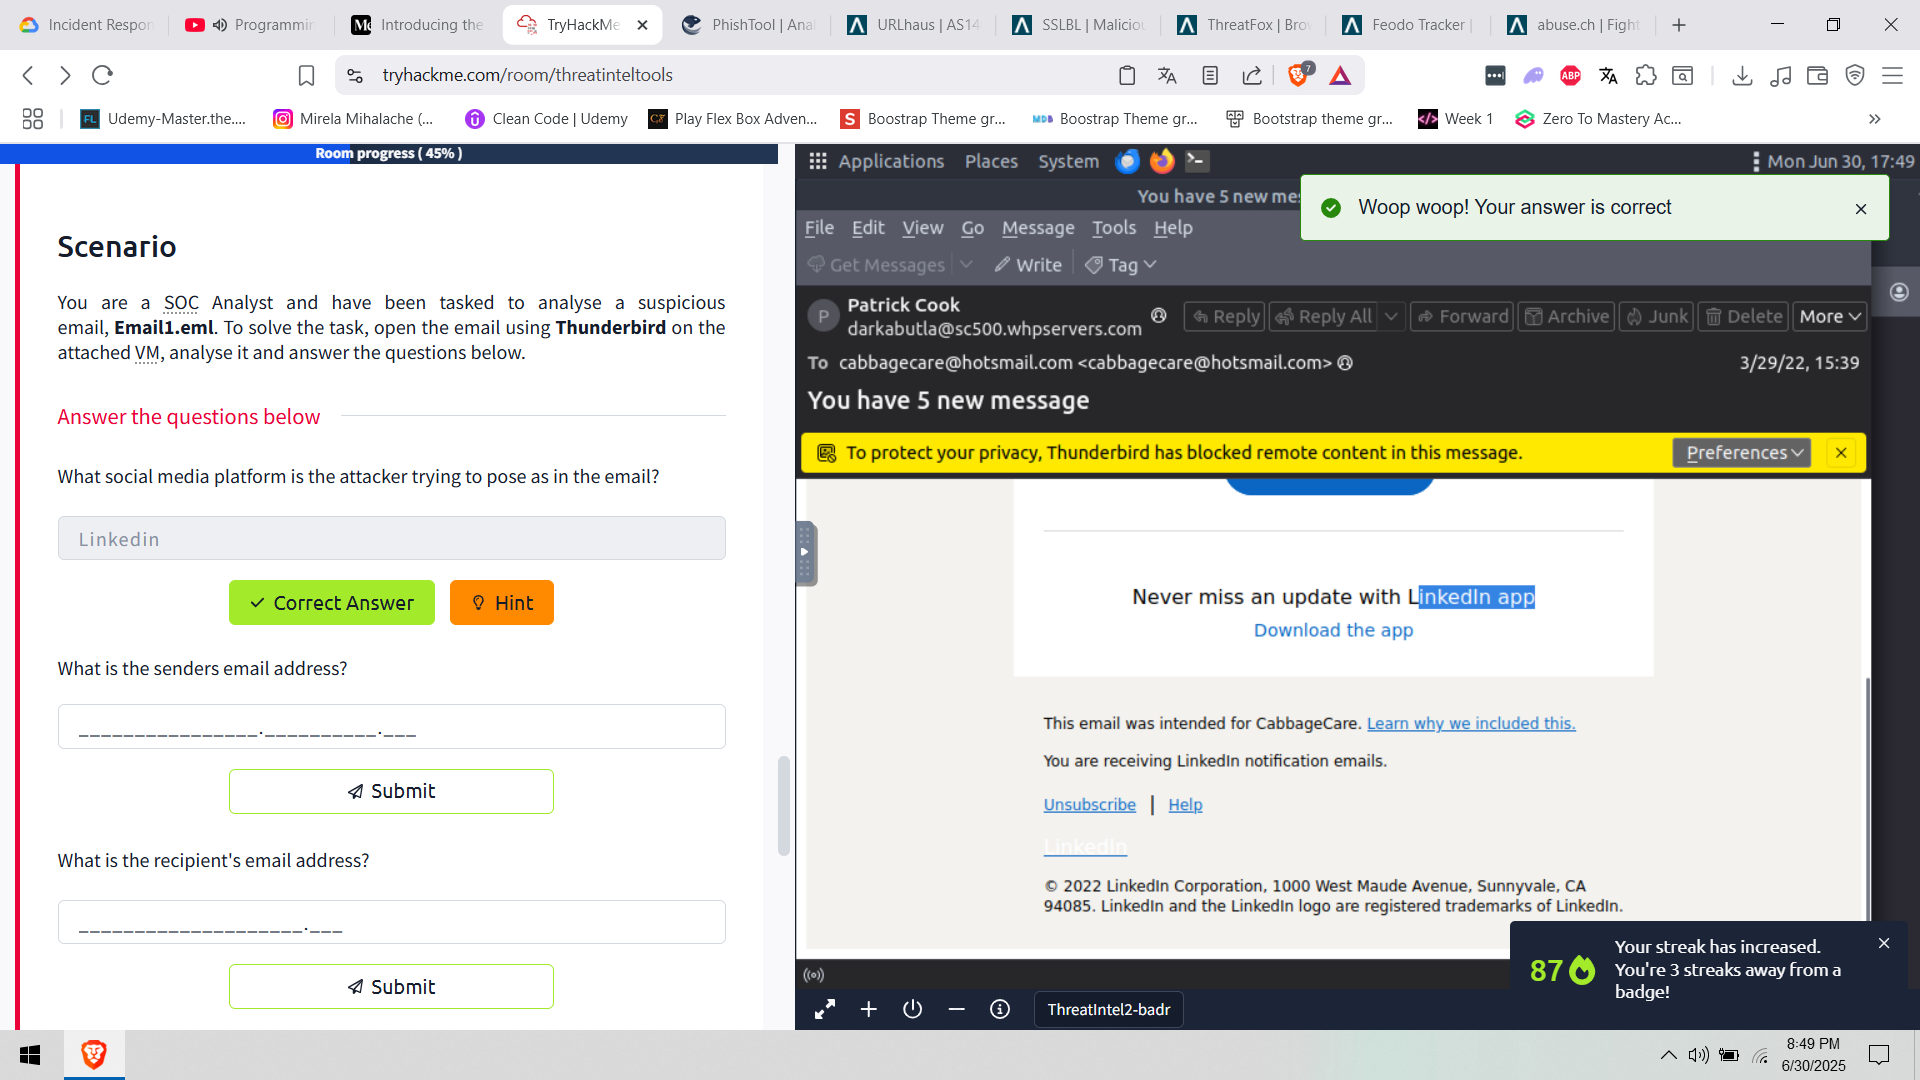 Incident Respon
Programmin
Introducing the
TryHackMe
PhishTool | Ana
URLhaus | AS14
SSLBL | Maliciou
ThreatFox | Brow
Feodo Tracker |
abuse.ch | Fight
tryhackme.com/room/threatinteltools
7
ABP
Udemy-Master.the....
Mirela Mihalache (...
Clean Code | Udemy
Play Flex Box Adven...
Boostrap Theme gr...
Boostrap Theme gr...
Bootstrap theme gr...
Week 1
Zero To Mastery Ac...
Room progress ( 45% )
Scenario
You are a SOC Analyst and have been tasked to analyse a suspicious
email, Email1.eml. To solve the task, open the email using Thunderbird on the
attached VM, analyse it and answer the questions below.
Answer the questions below
What social media platform is the attacker trying to pose as in the email?
Linkedin
Correct Answer
Hint
What is the senders email address?
________________.__________.___
Submit
What is the recipient's email address?
____________________.___
Submit
Applications Places System
Mon Jun 30, 17:49
You have 5 new mes
Woop woop! Your answer is correct
File Edit View Go Message Tools Help
Get Messages
Write
Tag
P
Patrick Cook
darkabutla@sc500.whpservers.com
Reply
Reply All
Forward
Archive
Junk
Delete
More
To cabbagecare@hotsmail.com <cabbagecare@hotsmail.com>
3/29/22, 15:39
You have 5 new message
To protect your privacy, Thunderbird has blocked remote content in this message.
Preferences
Never miss an update with LinkedIn app
Download the app
This email was intended for CabbageCare. Learn why we included this.
You are receiving LinkedIn notification emails.
Unsubscribe | Help
LinkedIn
© 2022 LinkedIn Corporation, 1000 West Maude Avenue, Sunnyvale, CA
94085. LinkedIn and the LinkedIn logo are registered trademarks of LinkedIn.
87
Your streak has increased.
You're 3 streaks away from a
badge!
ThreatIntel2-badr
8:49 PM
6/30/2025